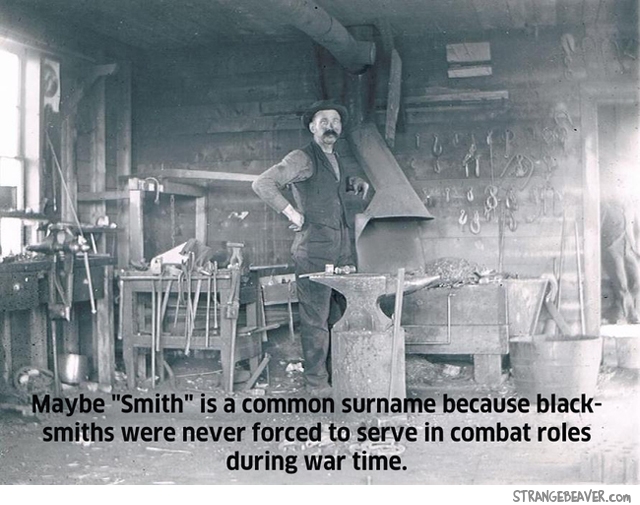 Maybe "Smith" is a common surname because black-
smiths were never forced to serve in combat roles
during war time.
STRANGEBEAVER.com